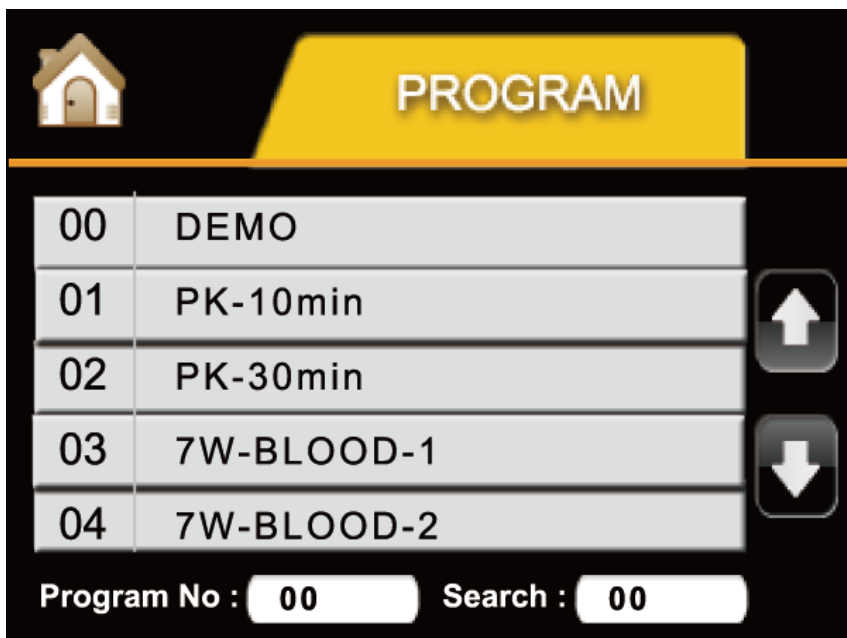 PROGRAM
00 DEMO
01 PK-10min
02 PK-30min
03 7W-BLOOD-1
04 7W-BLOOD-2
Program No : 00 Search : 00